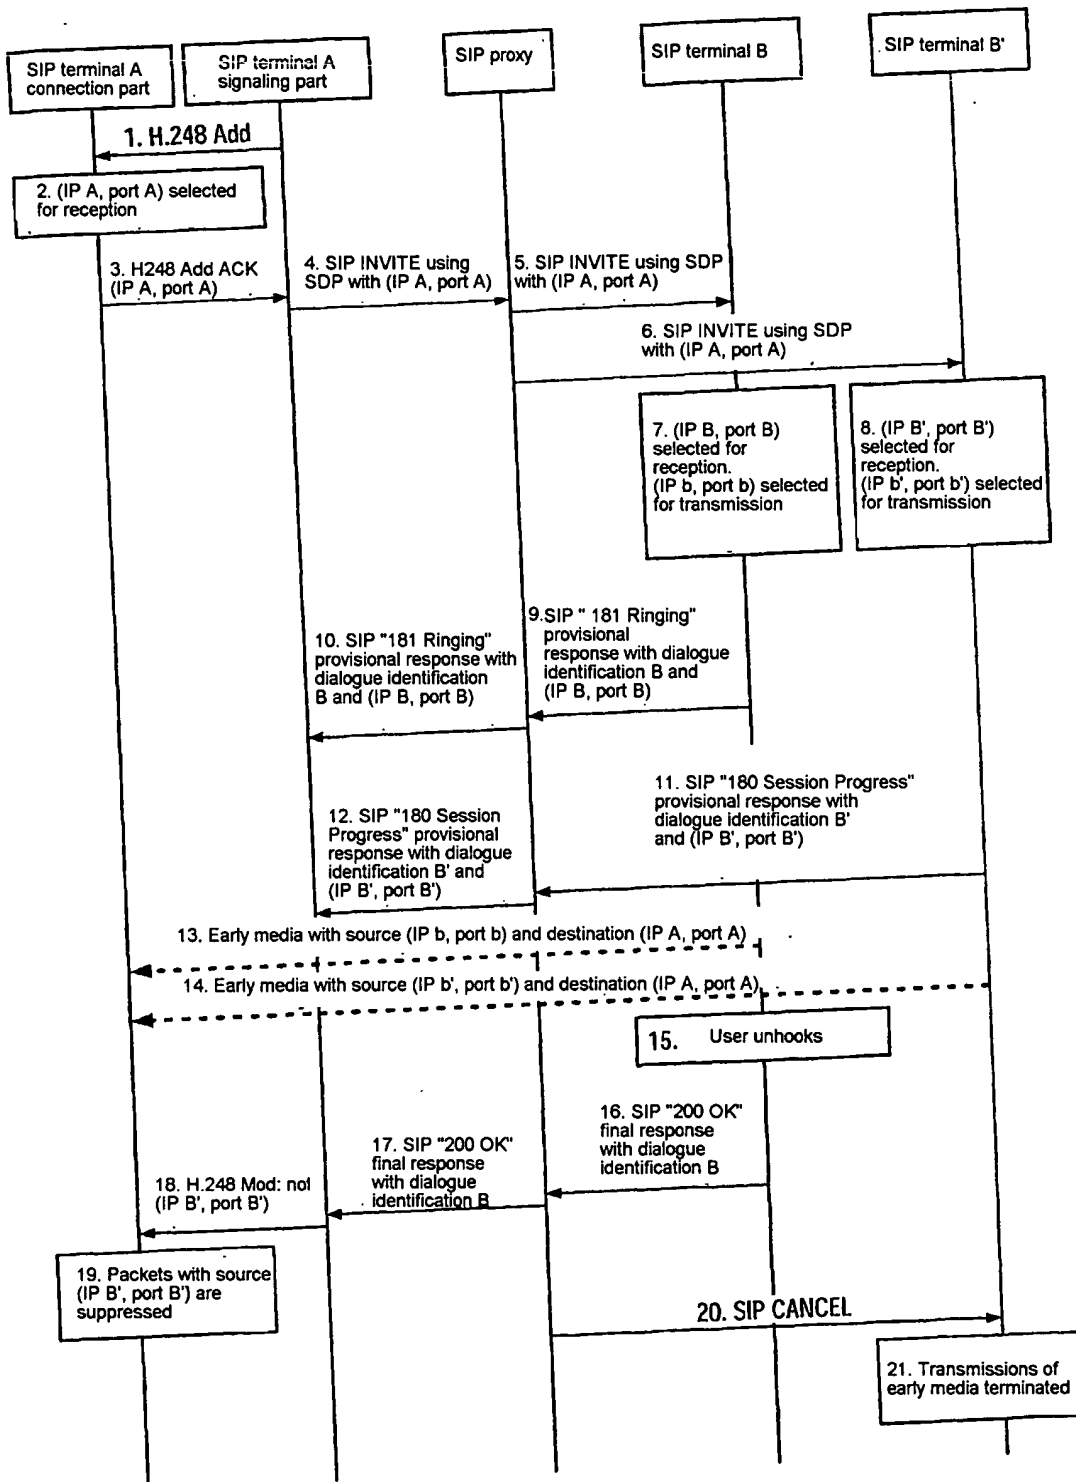 SIP terminal A
connection part
SIP terminal A
signaling part
SIP proxy
SIP terminal B
SIP terminal B'
1. H.248 Add
2. (IP A, port A) selected
for reception
3. H248 Add ACK
(IP A, port A)
4. SIP INVITE using
SDP with (IP A, port A)
5. SIP INVITE using SDP
with (IP A, port A)
6. SIP INVITE using SDP
with (IP A, port A)
7. (IP B, port B)
selected for
reception.
(IP b, port b) selected
for transmission
8. (IP B', port B')
selected for
reception.
(IP b', port b') selected
for transmission
9.SIP " 181 Ringing"
provisional
response with dialogue
identification B and
(IP B, port B)
10. SIP "181 Ringing"
provisional response with
dialogue identification
B and (IP B, port B)
11. SIP "180 Session Progress"
provisional response with
dialogue identification B'
and (IP B', port B')
12. SIP "180 Session
Progress" provisional
response with dialogue
identification B' and
(IP B', port B')
13. Early media with source (IP b, port b) and destination (IP A, port A)
14. Early media with source (IP b', port b') and destination (IP A, port A)
15. User unhooks
16. SIP "200 OK"
final response
with dialogue
identification B
17. SIP "200 OK"
final response
with dialogue
identification B
18. H.248 Mod: not
(IP B', port B')
19. Packets with source
(IP B', port B') are
suppressed
20. SIP CANCEL
21. Transmissions of
early media terminated